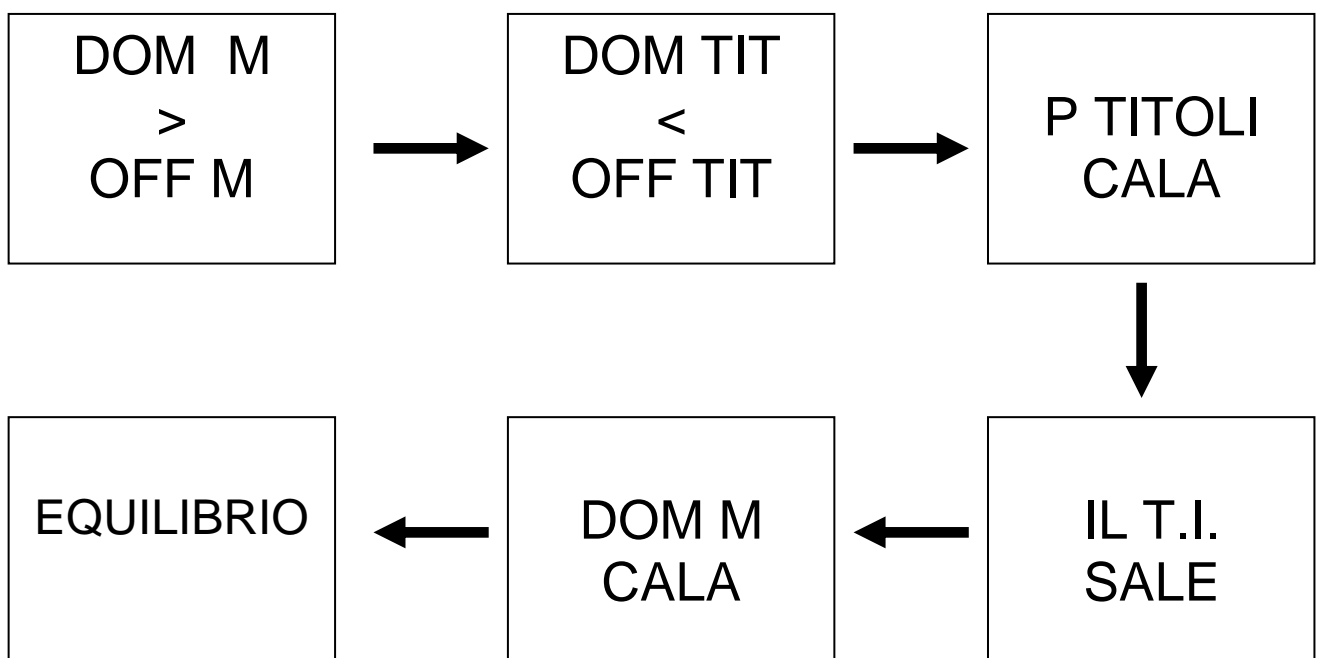 DOM M
>
OFF M
DOM TIT
<
OFF TIT
P TITOLI
CALA
IL T.I.
SALE
DOM M
CALA
EQUILIBRIO